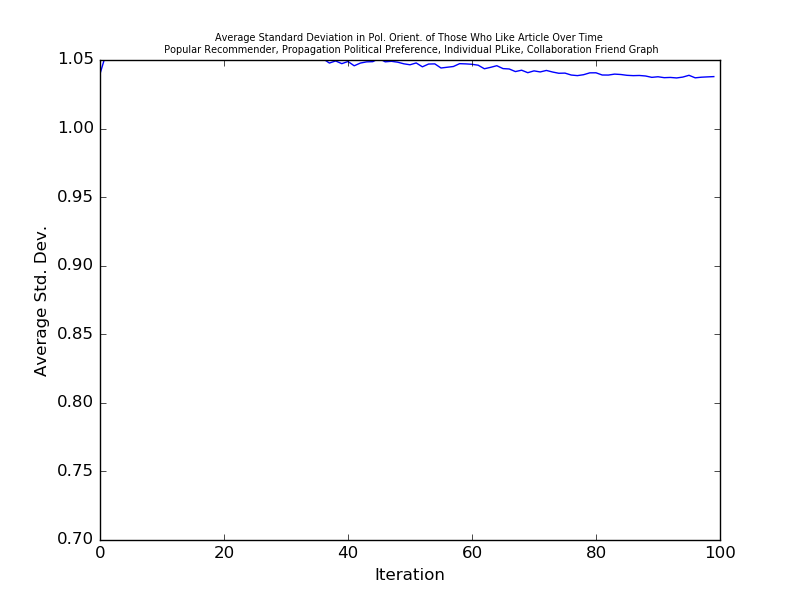 Average Standard Deviation in Pol. Orient. of Those Who Like Article Over Time
Popular Recommender, Propagation Political Preference, Individual PLike, Collaboration Friend Graph
1.05
1.00
0.95
0.90
0.85
0.80
0.75
0.70
Average Std. Dev.
0 20 40 60 80 100
Iteration